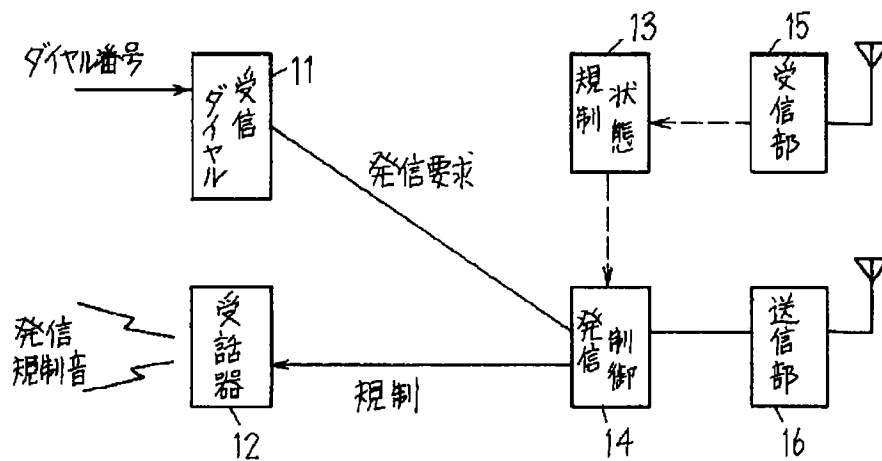 ダイヤル番号
11
ダイヤル
受信
発信要求
13
規制
状態
15
受信部
発信
規制音
受話器
12
規制
発信
制御
14
送信部
16